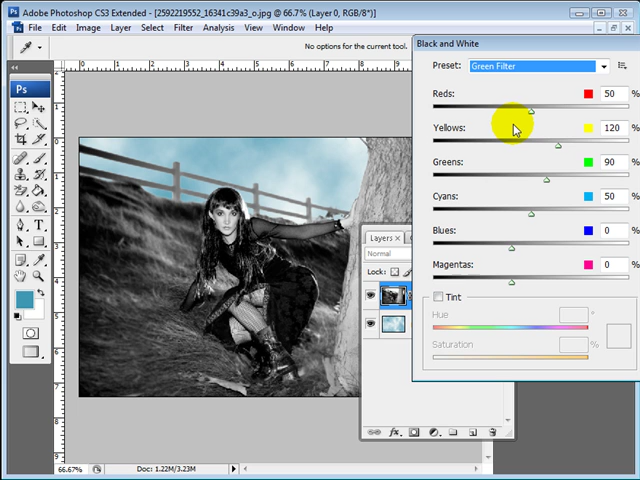 Adobe Photoshop CS3 Extended - [2592219552_16341c39a3_o.jpg @ 66.7% (Layer 0, RGB/8*)]
File Edit Image Layer Select Filter Analysis View Window Help
No options for the current tool.
Black and White
Preset: Green Filter
Reds: 50 %
Yellows: 120 %
Greens: 90 %
Cyans: 50 %
Blues: 0 %
Magentas: 0 %
Tint
Hue °
Saturation %
Ps
Layers ×
Normal
Lock:
fx
66.67% Doc: 1.22M/3.23M